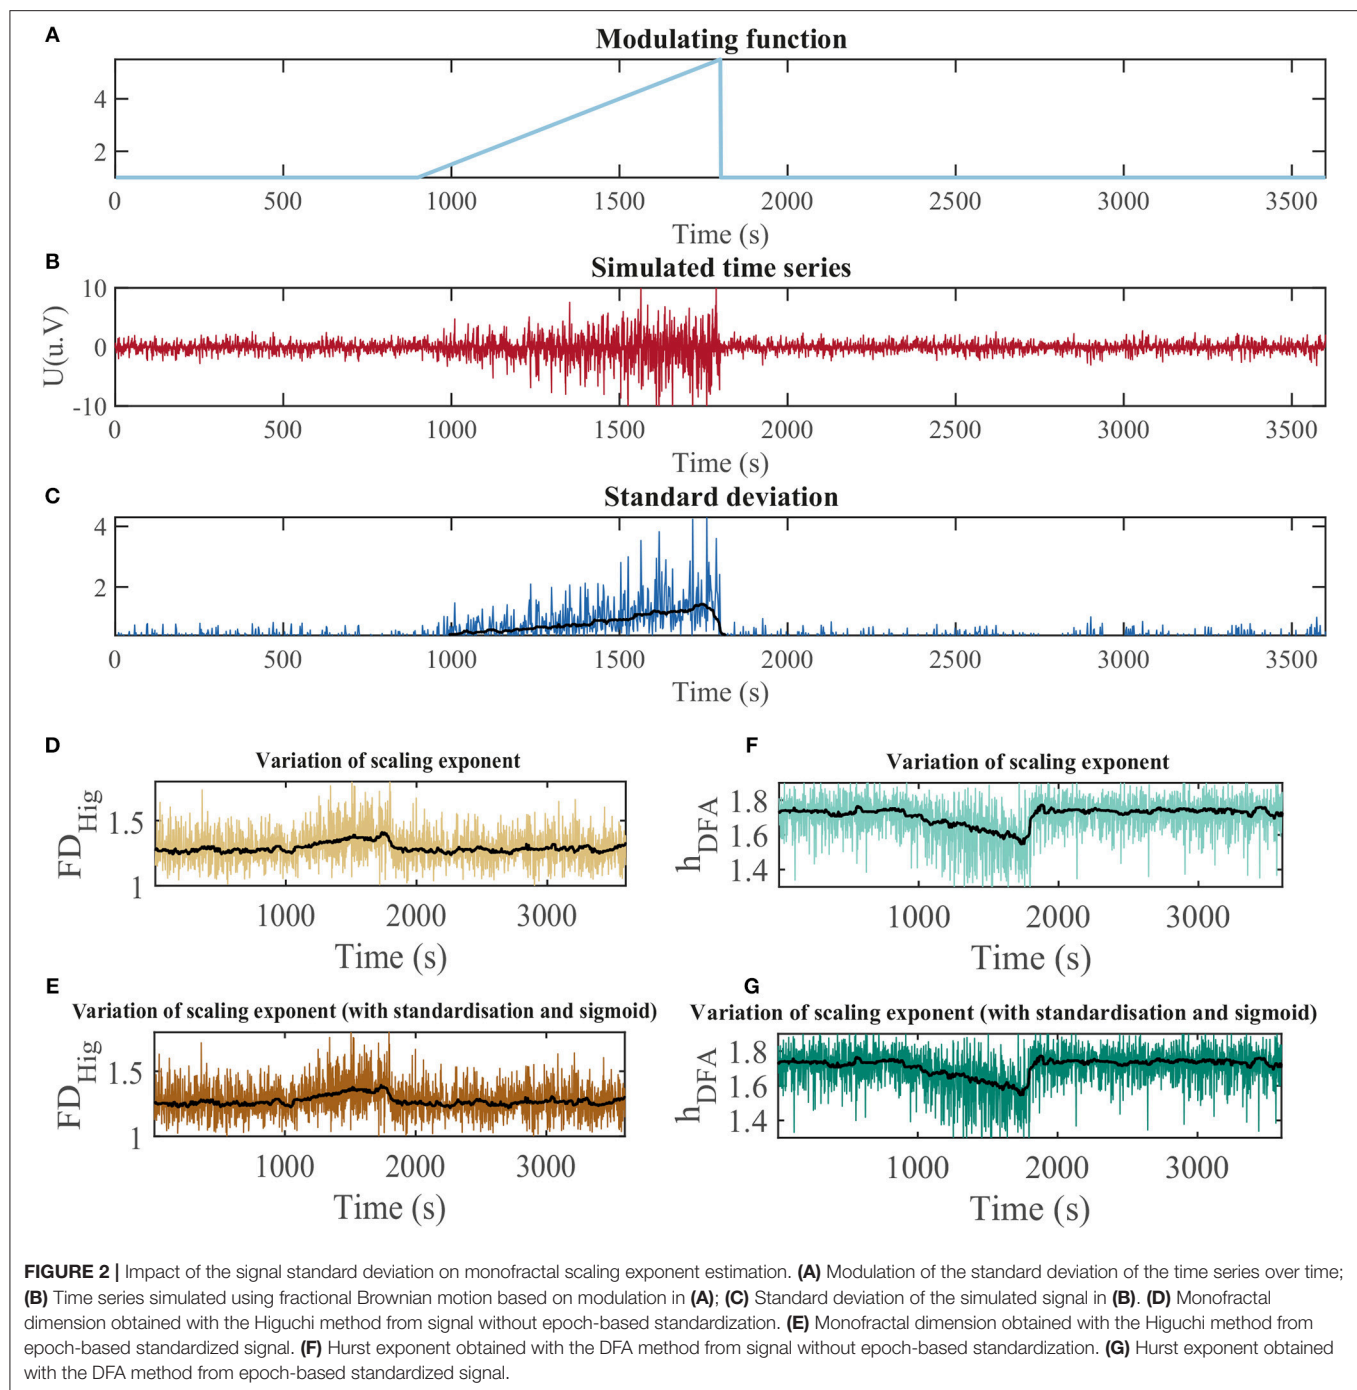 A
Modulating function
4
2
0 500 1000 1500 2000 2500 3000 3500
Time (s)
B
Simulated time series
10
0
-10
U(u.V)
0 500 1000 1500 2000 2500 3000 3500
Time (s)
C
Standard deviation
4
2
0 500 1000 1500 2000 2500 3000 3500
Time (s)
D
Variation of scaling exponent
FD_Hig
1.5
1
1000 2000 3000
Time (s)
F
Variation of scaling exponent
h_DFA
1.8
1.6
1.4
1000 2000 3000
Time (s)
E
Variation of scaling exponent (with standardisation and sigmoid)
FD_Hig
1.5
1
1000 2000 3000
Time (s)
G
Variation of scaling exponent (with standardisation and sigmoid)
h_DFA
1.8
1.6
1.4
1000 2000 3000
Time (s)
FIGURE 2 | Impact of the signal standard deviation on monofractal scaling exponent estimation. (A) Modulation of the standard deviation of the time series over time;
(B) Time series simulated using fractional Brownian motion based on modulation in (A); (C) Standard deviation of the simulated signal in (B). (D) Monofractal
dimension obtained with the Higuchi method from signal without epoch-based standardization. (E) Monofractal dimension obtained with the Higuchi method from
epoch-based standardized signal. (F) Hurst exponent obtained with the DFA method from signal without epoch-based standardization. (G) Hurst exponent obtained
with the DFA method from epoch-based standardized signal.